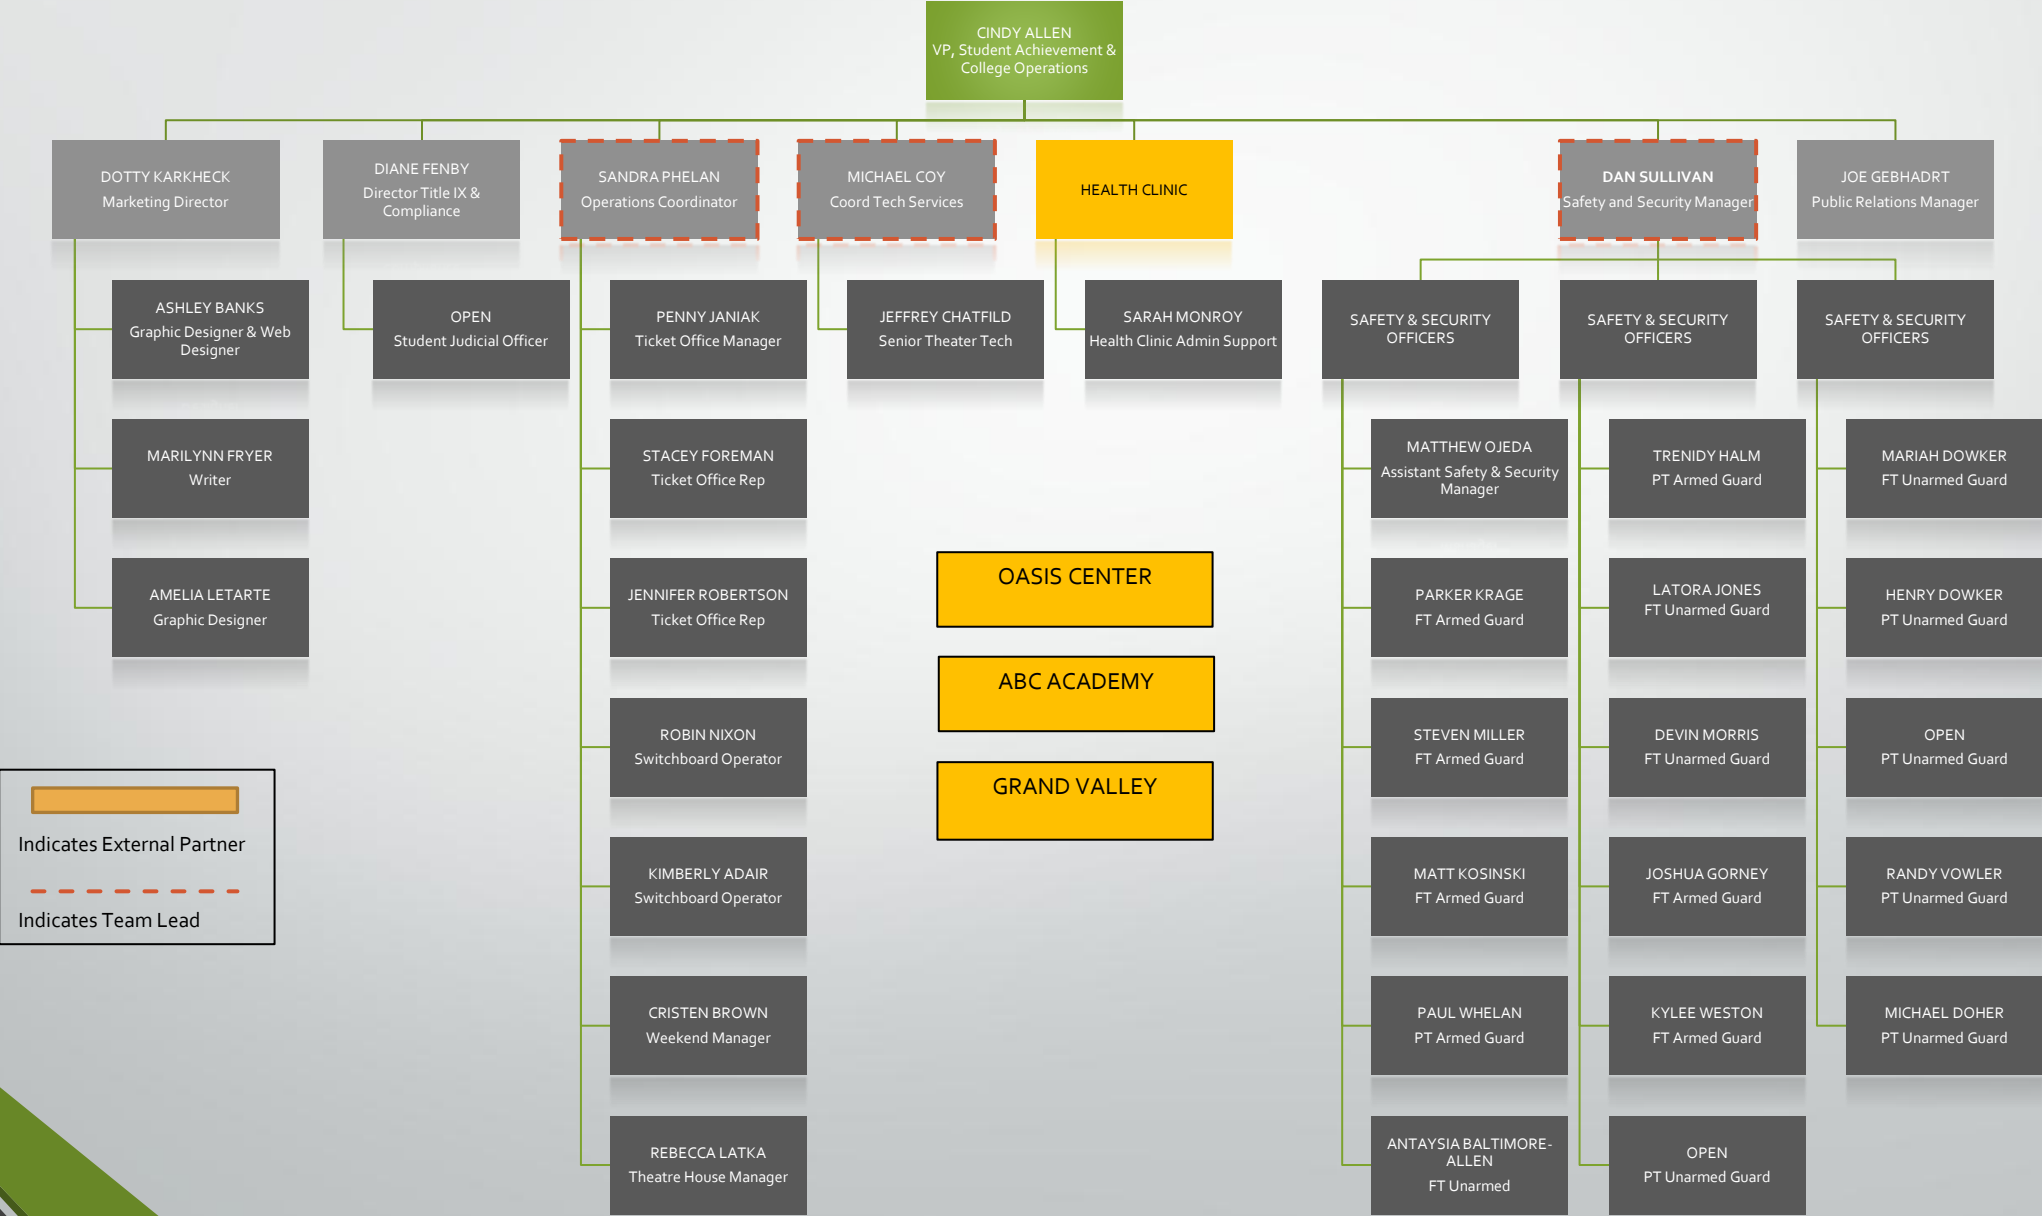 CINDY ALLEN
VP, Student Achievement &
College Operations
DOTTY KARKHECK
Marketing Director
DIANE FENBY
Director Title IX &
Compliance
SANDRA PHELAN
Operations Coordinator
MICHAEL COY
Coord Tech Services
HEALTH CLINIC
DAN SULLIVAN
Safety and Security Manager
JOE GEBHADRT
Public Relations Manager
ASHLEY BANKS
Graphic Designer & Web
Designer
MARILYNN FRYER
Writer
AMELIA LETARTE
Graphic Designer
OPEN
Student Judicial Officer
PENNY JANIAK
Ticket Office Manager
STACEY FOREMAN
Ticket Office Rep
JENNIFER ROBERTSON
Ticket Office Rep
ROBIN NIXON
Switchboard Operator
KIMBERLY ADAIR
Switchboard Operator
CRISTEN BROWN
Weekend Manager
REBECCA LATKA
Theatre House Manager
JEFFREY CHATFILD
Senior Theater Tech
SARAH MONROY
Health Clinic Admin Support
OASIS CENTER
ABC ACADEMY
GRAND VALLEY
SAFETY & SECURITY
OFFICERS
MATTHEW OJEDA
Assistant Safety & Security
Manager
PARKER KRAGE
FT Armed Guard
STEVEN MILLER
FT Armed Guard
MATT KOSINSKI
FT Armed Guard
PAUL WHELAN
PT Armed Guard
ANTAYSIA BALTIMORE-
ALLEN
FT Unarmed
SAFETY & SECURITY
OFFICERS
TRENIDY HALM
PT Armed Guard
LATORA JONES
FT Unarmed Guard
DEVIN MORRIS
FT Unarmed Guard
JOSHUA GORNEY
FT Armed Guard
KYLEE WESTON
FT Armed Guard
OPEN
PT Unarmed Guard
SAFETY & SECURITY
OFFICERS
MARIAH DOWKER
FT Unarmed Guard
HENRY DOWKER
PT Unarmed Guard
OPEN
PT Unarmed Guard
RANDY VOWLER
PT Unarmed Guard
MICHAEL DOHER
PT Unarmed Guard
Indicates External Partner
Indicates Team Lead